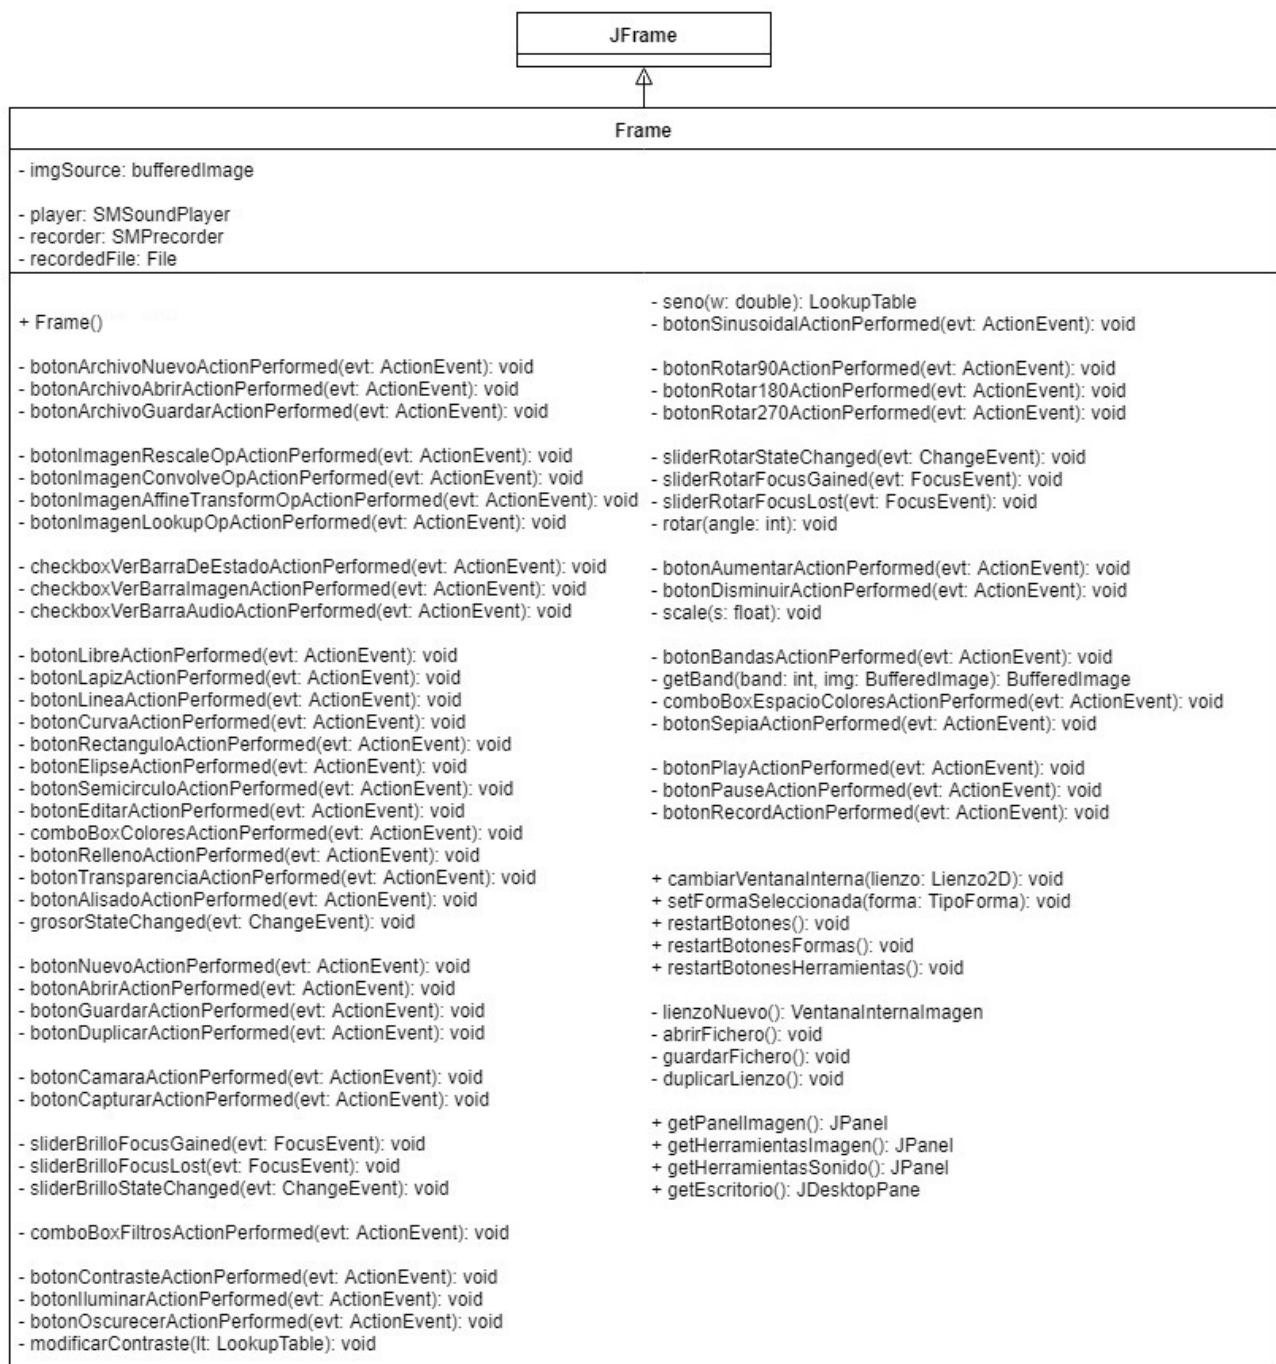 JFrame
Frame
- imgSource: bufferedImage
- player: SMSoundPlayer
- recorder: SMPrecorder
- recordedFile: File
+ Frame()
- botonArchivoNuevoActionPerformed(evt: ActionEvent): void
- botonArchivoAbrirActionPerformed(evt: ActionEvent): void
- botonArchivoGuardarActionPerformed(evt: ActionEvent): void
- botonImagenRescaleOpActionPerformed(evt: ActionEvent): void
- botonImagenConvolveOpActionPerformed(evt: ActionEvent): void
- botonImagenAffineTransformOpActionPerformed(evt: ActionEvent): void
- botonImagenLookupOpActionPerformed(evt: ActionEvent): void
- checkboxVerBarraDeEstadoActionPerformed(evt: ActionEvent): void
- checkboxVerBarraImagenActionPerformed(evt: ActionEvent): void
- checkboxVerBarraAudioActionPerformed(evt: ActionEvent): void
- botonLibreActionPerformed(evt: ActionEvent): void
- botonLapizActionPerformed(evt: ActionEvent): void
- botonLineaActionPerformed(evt: ActionEvent): void
- botonCurvaActionPerformed(evt: ActionEvent): void
- botonRectanguloActionPerformed(evt: ActionEvent): void
- botonElipseActionPerformed(evt: ActionEvent): void
- botonSemicirculoActionPerformed(evt: ActionEvent): void
- botonEditarActionPerformed(evt: ActionEvent): void
- comboBoxColoresActionPerformed(evt: ActionEvent): void
- botonRellenoActionPerformed(evt: ActionEvent): void
- botonTransparenciaActionPerformed(evt: ActionEvent): void
- botonAlisadoActionPerformed(evt: ActionEvent): void
- grosorStateChanged(evt: ChangeEvent): void
- botonNuevoActionPerformed(evt: ActionEvent): void
- botonAbrirActionPerformed(evt: ActionEvent): void
- botonGuardarActionPerformed(evt: ActionEvent): void
- botonDuplicarActionPerformed(evt: ActionEvent): void
- botonCamaraActionPerformed(evt: ActionEvent): void
- botonCapturarActionPerformed(evt: ActionEvent): void
- sliderBrilloFocusGained(evt: FocusEvent): void
- sliderBrilloFocusLost(evt: FocusEvent): void
- sliderBrilloStateChanged(evt: ChangeEvent): void
- comboBoxFiltrosActionPerformed(evt: ActionEvent): void
- botonContrasteActionPerformed(evt: ActionEvent): void
- botonIluminarActionPerformed(evt: ActionEvent): void
- botonOscurecerActionPerformed(evt: ActionEvent): void
- modificarContraste(lt: LookupTable): void
- seno(w: double): LookupTable
- botonSinusoidalActionPerformed(evt: ActionEvent): void
- botonRotar90ActionPerformed(evt: ActionEvent): void
- botonRotar180ActionPerformed(evt: ActionEvent): void
- botonRotar270ActionPerformed(evt: ActionEvent): void
- sliderRotarStateChanged(evt: ChangeEvent): void
- sliderRotarFocusGained(evt: FocusEvent): void
- sliderRotarFocusLost(evt: FocusEvent): void
- rotar(angle: int): void
- botonAumentarActionPerformed(evt: ActionEvent): void
- botonDisminuirActionPerformed(evt: ActionEvent): void
- scale(s: float): void
- botonBandasActionPerformed(evt: ActionEvent): void
- getBand(band: int, img: BufferedImage): BufferedImage
- comboBoxEspacioColoresActionPerformed(evt: ActionEvent): void
- botonSepiaActionPerformed(evt: ActionEvent): void
- botonPlayActionPerformed(evt: ActionEvent): void
- botonPauseActionPerformed(evt: ActionEvent): void
- botonRecordActionPerformed(evt: ActionEvent): void
+ cambiarVentanaInterna(lienzo: Lienzo2D): void
+ setFormaSeleccionada(forma: TipoForma): void
+ restartBotones(): void
+ restartBotonesFormas(): void
+ restartBotonesHerramientas(): void
- lienzoNuevo(): VentanaInternaImagen
- abrirFichero(): void
- guardarFichero(): void
- duplicarLienzo(): void
+ getPanelImagen(): JPanel
+ getHerramientasImagen(): JPanel
+ getHerramientasSonido(): JPanel
+ getEscritorio(): JDesktopPane